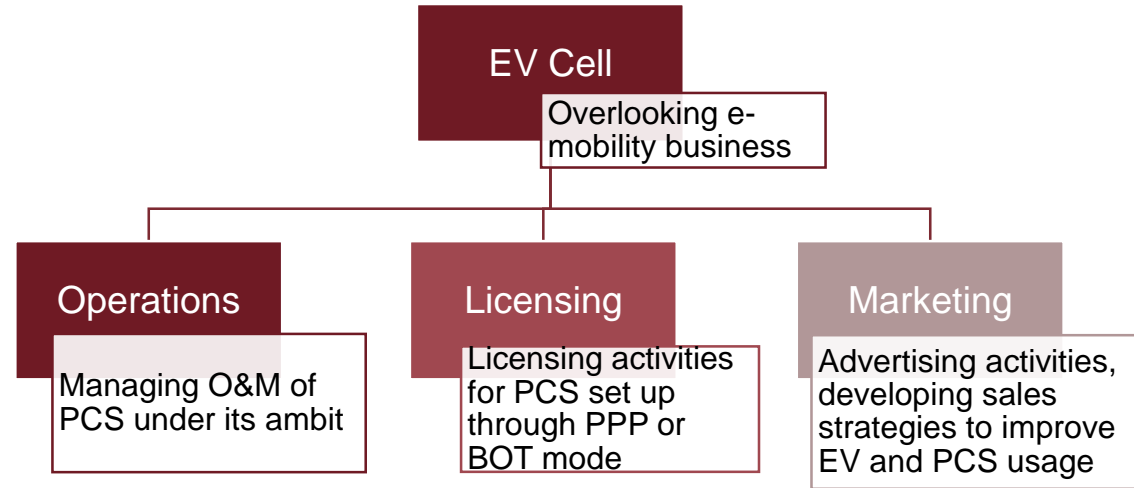 EV Cell
Overlooking e-
mobility business
Operations
Managing O&M of
PCS under its ambit
Licensing
Licensing activities
for PCS set up
through PPP or
BOT mode
Marketing
Advertising activities,
developing sales
strategies to improve
EV and PCS usage